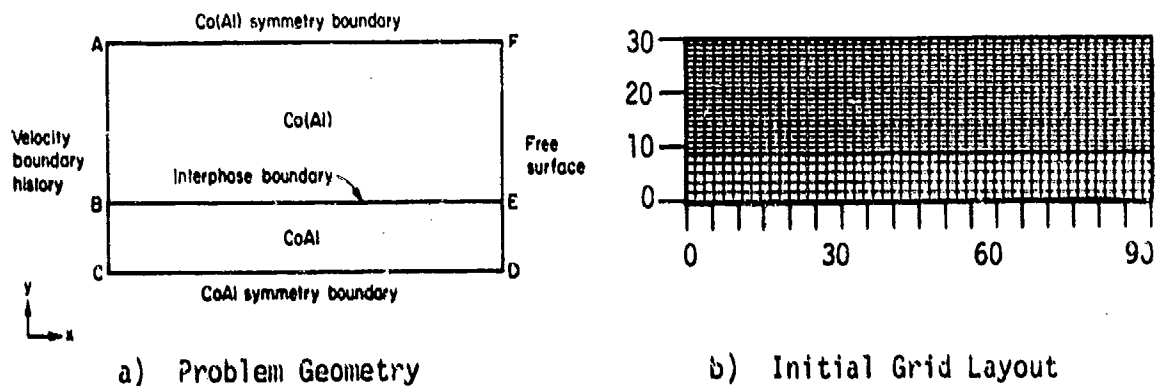 Co(Al) symmetry boundary
A
F
Co(Al)
Velocity
boundary
history
Free
surface
Interphase boundary
B
E
CoAl
C
D
CoAl symmetry boundary
y
x
a) Problem Geometry
30
20
10
0
0
30
60
90
b) Initial Grid Layout